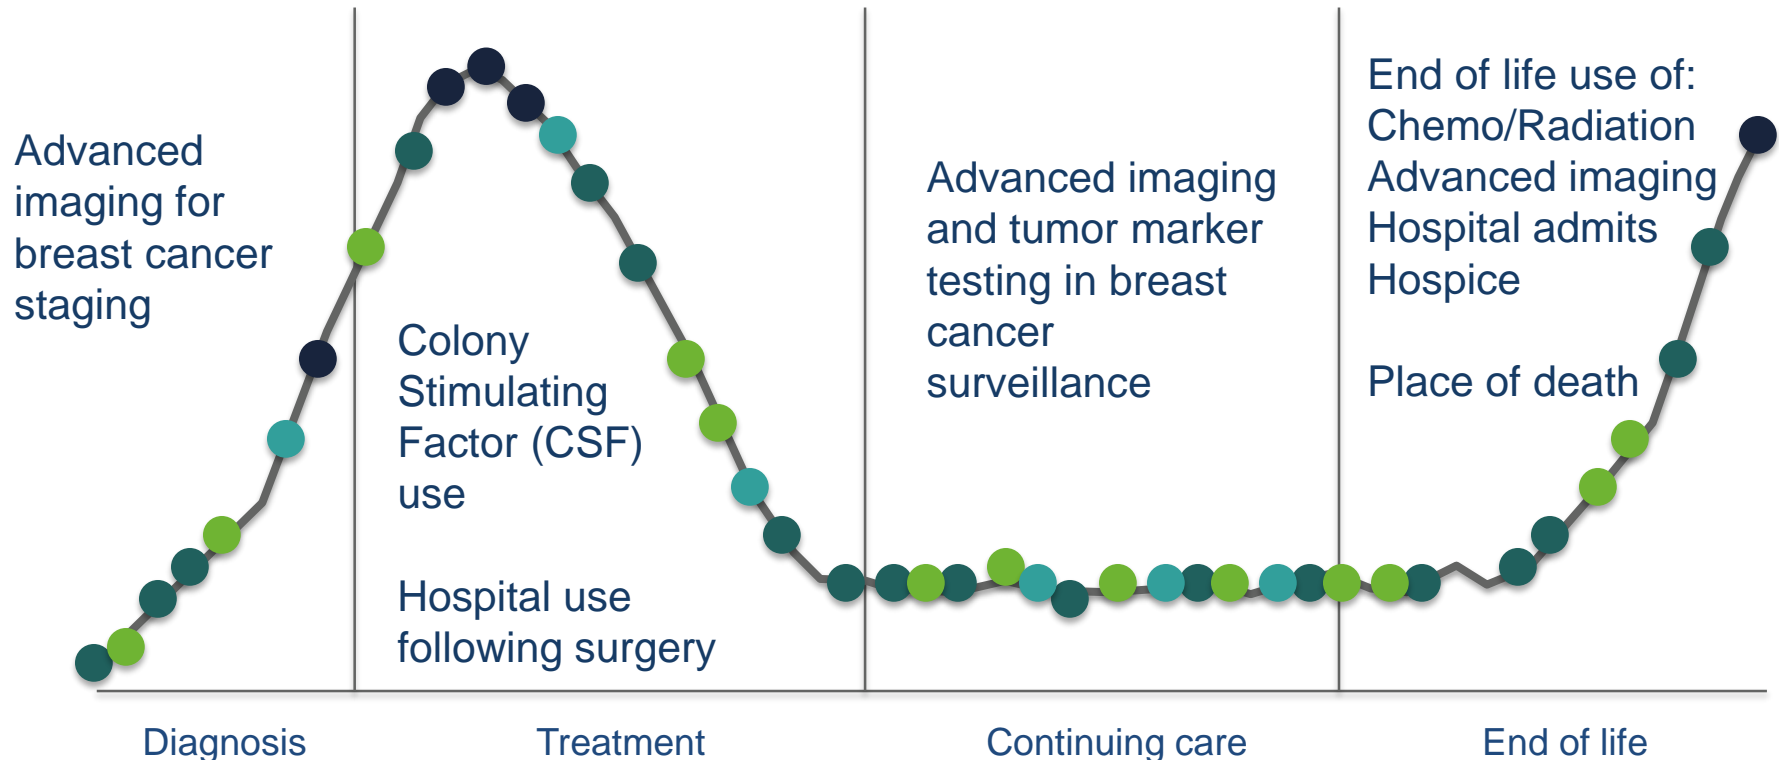 Advanced
imaging for
breast cancer
staging
Colony
Stimulating
Factor (CSF)
use
Hospital use
following surgery
Advanced imaging
and tumor marker
testing in breast
cancer
surveillance
End of life use of:
Chemo/Radiation
Advanced imaging
Hospital admits
Hospice
Place of death
Diagnosis
Treatment
Continuing care
End of life